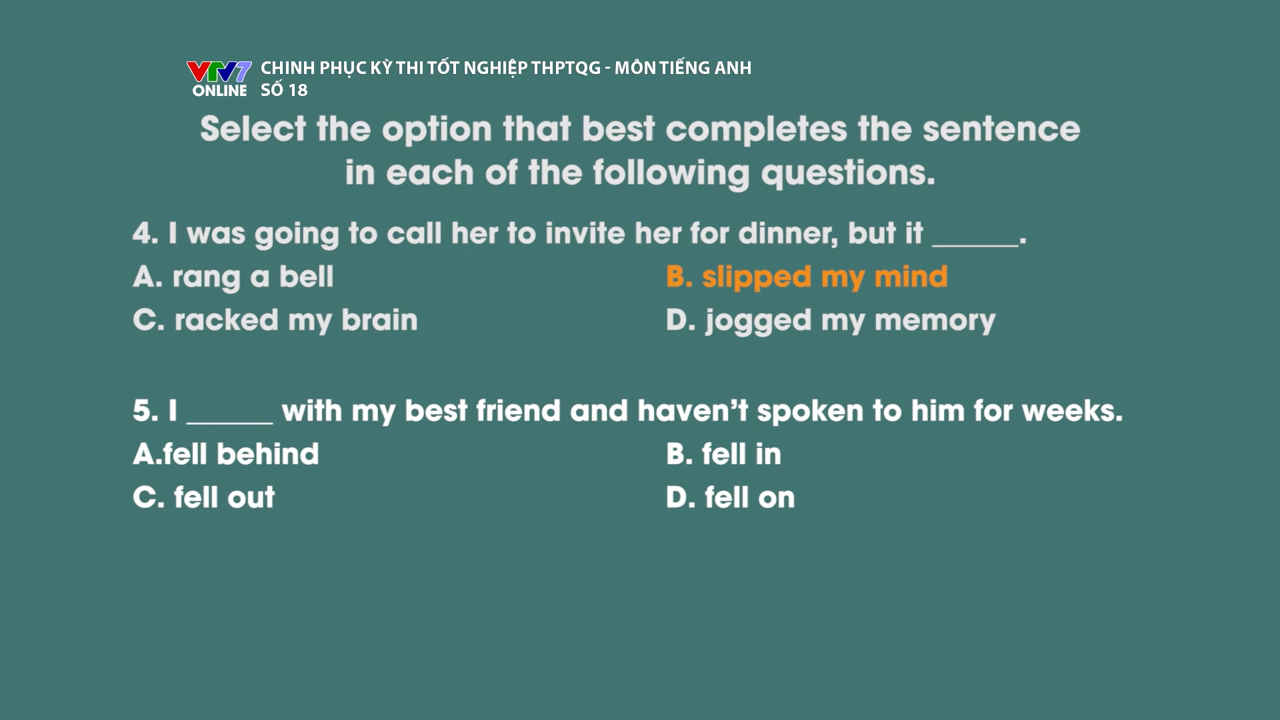 VTV7 ONLINE
CHINH PHỤC KỲ THI TỐT NGHIỆP THPTQG - MÔN TIẾNG ANH
SỐ 18
Select the option that best completes the sentence
in each of the following questions.
4. I was going to call her to invite her for dinner, but it ______.
A. rang a bell B. slipped my mind
C. racked my brain D. jogged my memory
5. I ______ with my best friend and haven’t spoken to him for weeks.
A.fell behind B. fell in
C. fell out D. fell on